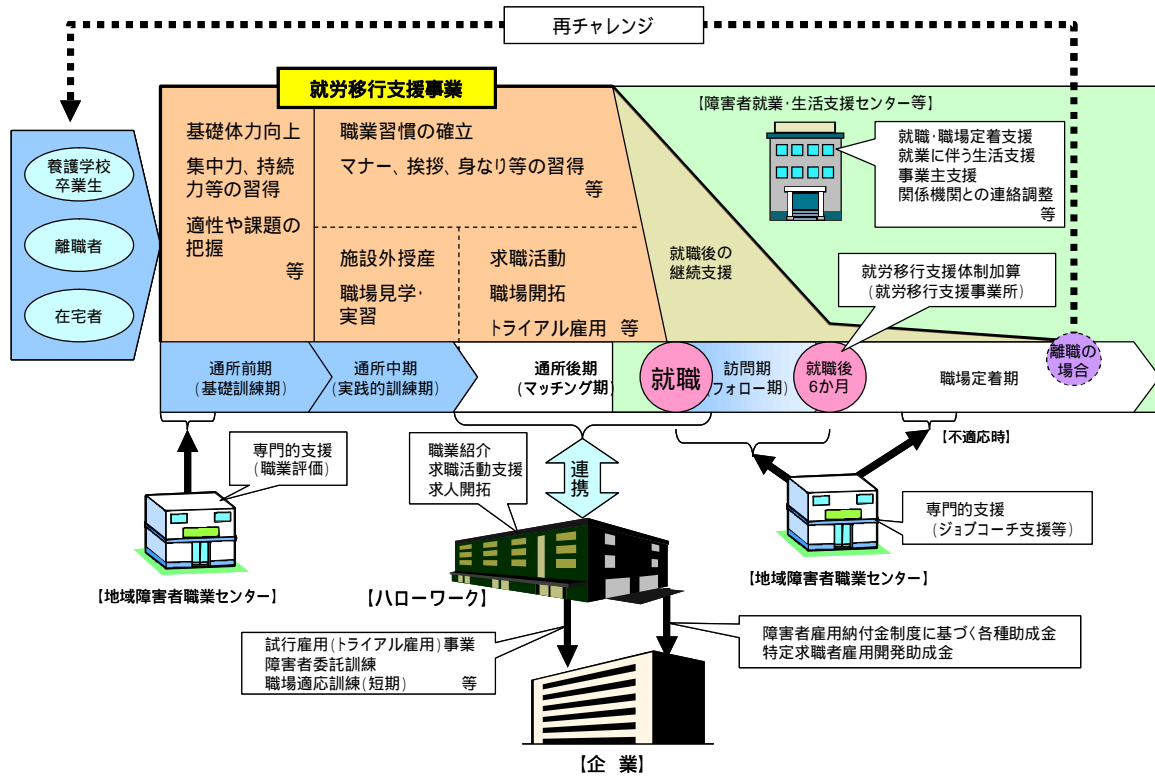 再チャレンジ
就労移行支援事業
養護学校
卒業生
離職者
在宅者
基礎体力向上
集中力、持続
力等の習得
適性や課題の
把握
等
職業習慣の確立
マナー、挨拶、身なり等の習得
等
施設外授産
職場見学・
実習
求職活動
職場開拓
トライアル雇用 等
就職後の
継続支援
【障害者就業・生活支援センター等】
就職・職場定着支援
就業に伴う生活支援
事業主支援
関係機関との連絡調整
等
就労移行支援体制加算
(就労移行支援事業所)
通所前期
(基礎訓練期)
通所中期
(実践的訓練期)
通所後期
(マッチング期)
就職
訪問期
(フォロー期)
就職後
6か月
職場定着期
離職の
場合
【不適応時】
専門的支援
(職業評価)
【地域障害者職業センター】
職業紹介
求職活動支援
求人開拓
連
携
【ハローワーク】
専門的支援
(ジョブコーチ支援等)
【地域障害者職業センター】
試行雇用(トライアル雇用)事業
障害者委託訓練
職場適応訓練(短期) 等
障害者雇用納付金制度に基づく各種助成金
特定求職者雇用開発助成金
【企 業】